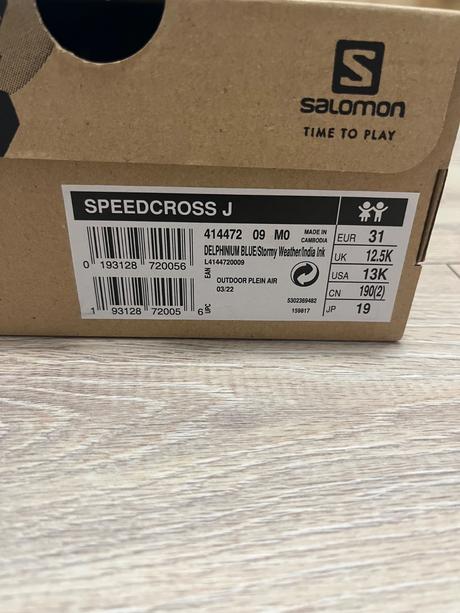 SALOMON
TIME TO PLAY
SPEEDCROSS J
414472 09 M0
MADE IN CAMBODIA
DELPHINIUM BLUE/Stormy Weather/India Ink
L4144720009
0 193128 720056
EAN
OUTDOOR PLEIN AIR
03/22
1 93128 72005 6
UPC
5302369482
159817
EUR 31
UK 12.5K
USA 13K
CN 190(2)
JP 19